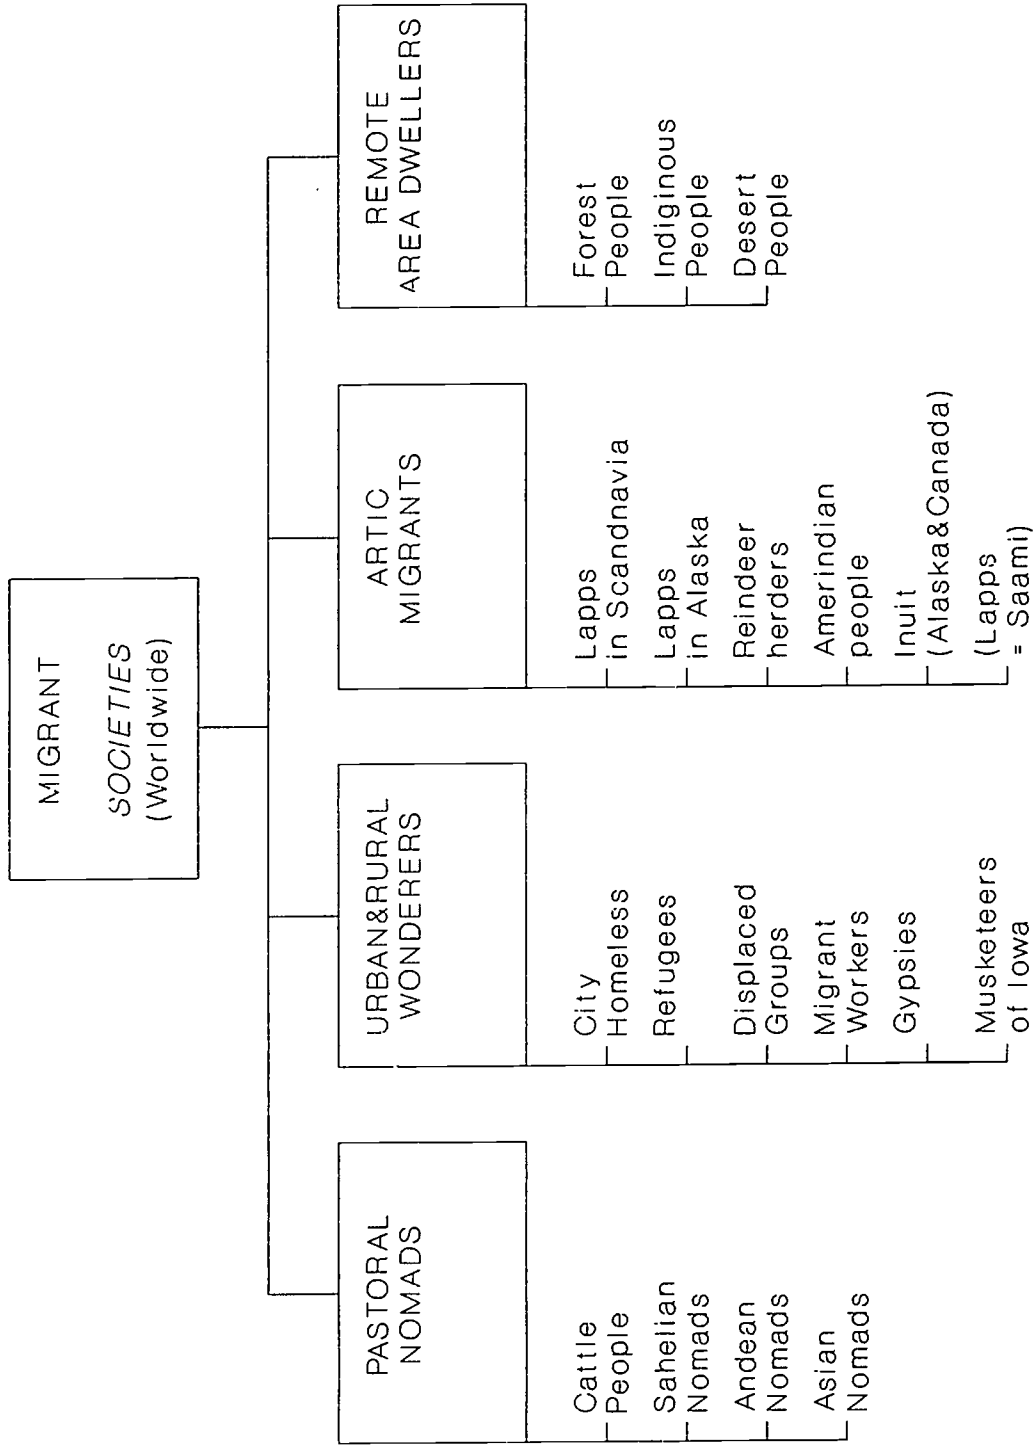 MIGRANT
SOCIETIES
(Worldwide)
PASTORAL
NOMADS
Cattle
People
Sahelian
Nomads
Andean
Nomads
Asian
Nomads
URBAN&RURAL
WONDERERS
City
Homeless
Refugees
Displaced
Groups
Migrant
Workers
Gypsies
Musketeers
of Iowa
ARTIC
MIGRANTS
Lapps
in Scandnavia
Lapps
in Alaska
Reindeer
herders
Amerindian
people
Inuit
(Alaska&Canada)
(Lapps
= Saami)
REMOTE
AREA DWELLERS
Forest
People
Indiginous
People
Desert
People